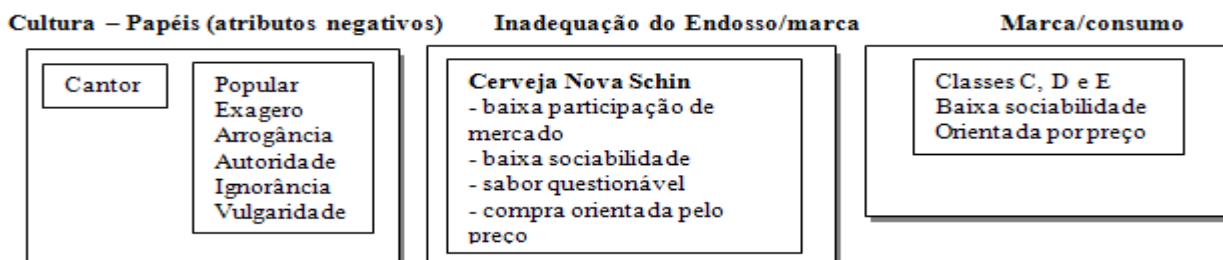 Cultura – Papéis (atributos negativos)
Inadequação do Endosso/marca
Marca/consumo
Cantor
Popular
Exagero
Arrogância
Autoridade
Ignorância
Vulgaridade
Cerveja Nova Schin
- baixa participação de
mercado
- baixa sociabilidade
- sabor questionável
- compra orientada pelo
preço
Classes C, D e E
Baixa sociabilidade
Orientada por preço